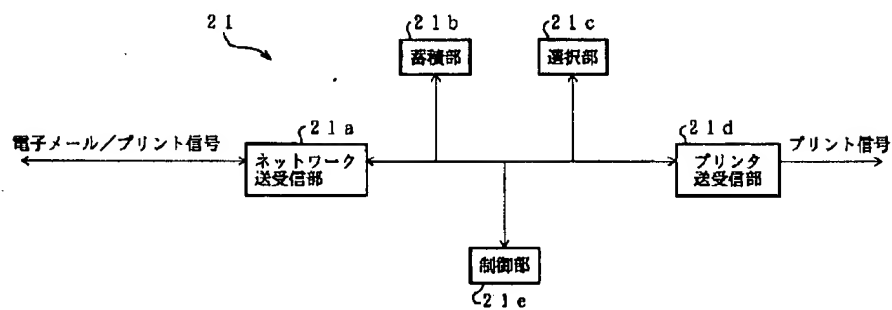 ２１
２１ｂ
蓄積部
２１ｃ
選択部
電子メール／プリント信号
２１ａ
ネットワーク
送受信部
２１ｄ
プリンタ
送受信部
プリント信号
制御部
２１ｅ